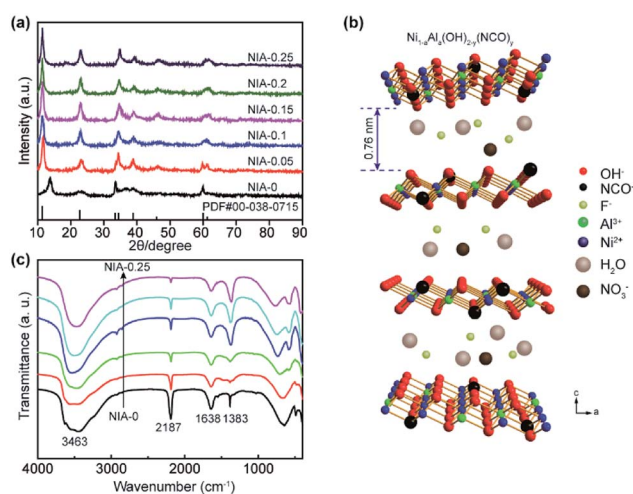 (a)
Intensity (a.u.)
NIA-0.25
NIA-0.2
NIA-0.15
NIA-0.1
NIA-0.05
NIA-0
PDF#00-038-0715
10 20 30 40 50 60 70 80 90
2θ/degree
(b)
Ni1-aAla(OH)2-y(NCO)y
0.76 nm
OH-
NCO-
F-
Al3+
Ni2+
H2O
NO3-
c
a
(c)
Transmittance (a. u.)
NIA-0.25
NIA-0
3463
2187
1638
1383
4000 3000 2000 1000
Wavenumber (cm-1)